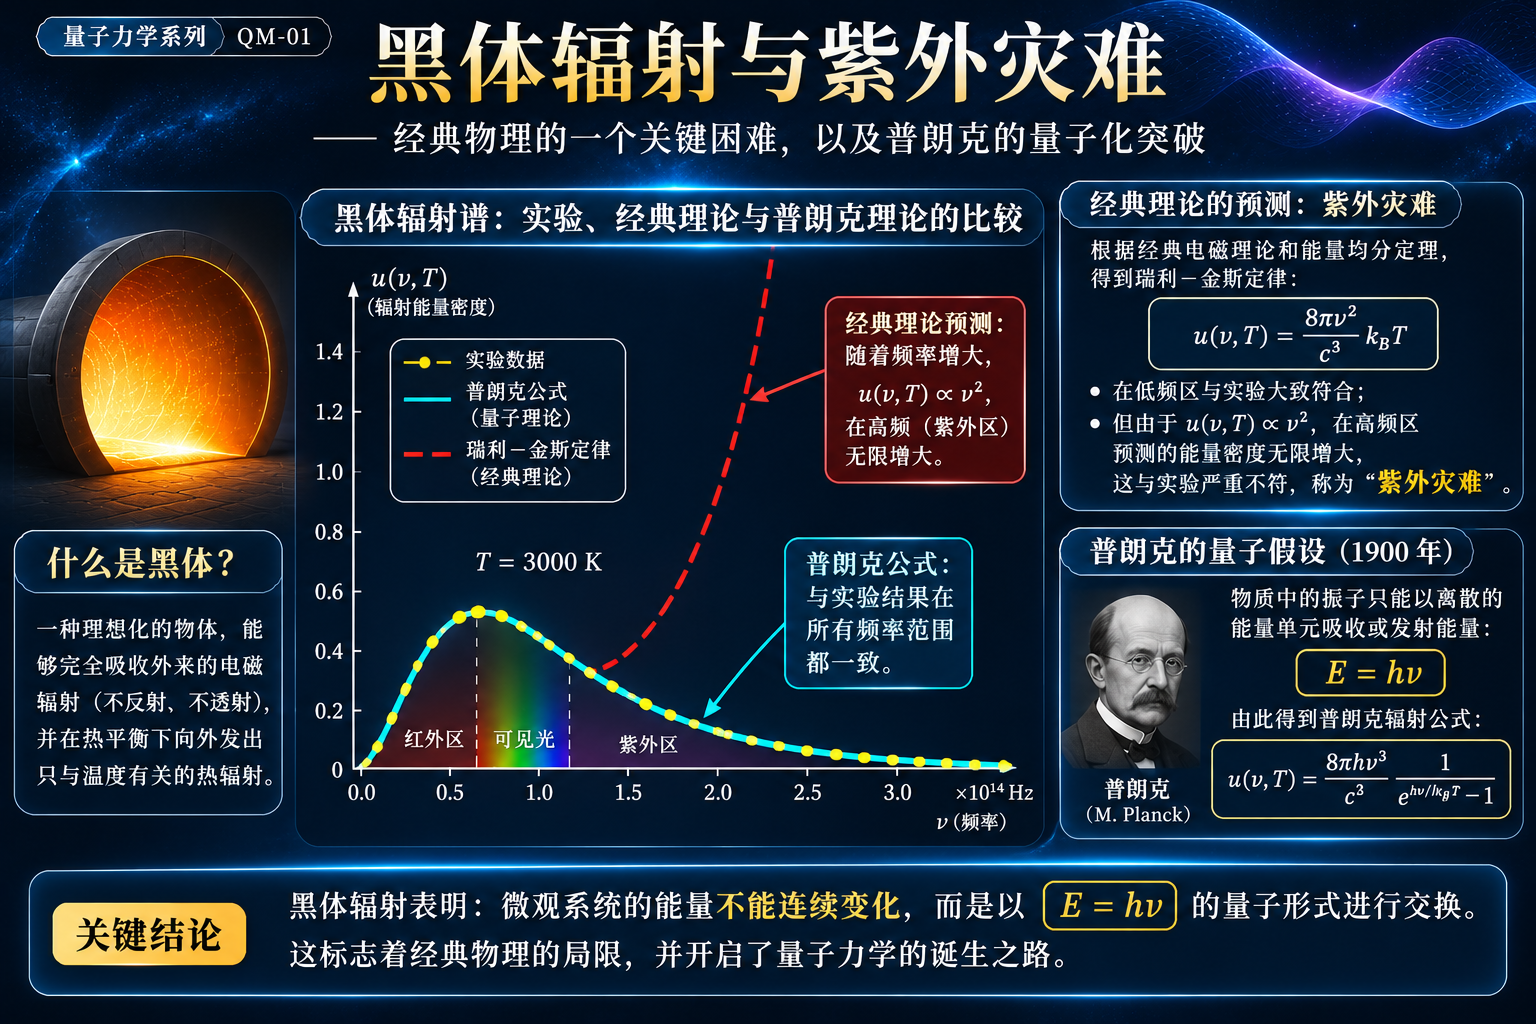 量子力学系列 QM-01
黑体辐射与紫外灾难
—— 经典物理的一个关键困难，以及普朗克的量子化突破
什么是黑体？
一种理想化的物体，能
够完全吸收外来的电磁
辐射（不反射、不透射），
并在热平衡下向外发出
只与温度有关的热辐射。
黑体辐射谱：实验、经典理论与普朗克理论的比较
u(ν, T)
（辐射能量密度）
1.4
1.2
1.0
0.8
0.6
0.4
0.2
0
实验数据
普朗克公式
（量子理论）
瑞利－金斯定律
（经典理论）
T = 3000 K
经典理论预测：
随着频率增大，
u(ν, T) ∝ ν²，
在高频（紫外区）
无限增大。
普朗克公式：
与实验结果在
所有频率范围
都一致。
红外区 可见光 紫外区
0.0 0.5 1.0 1.5 2.0 2.5 3.0 ×10¹⁴ Hz
ν（频率）
经典理论的预测：紫外灾难
根据经典电磁理论和能量均分定理，
得到瑞利－金斯定律：
u(ν, T) = 8πν²/c³ k_B T
• 在低频区与实验大致符合；
• 但由于 u(ν, T) ∝ ν²，在高频区
预测的能量密度无限增大，
这与实验严重不符，称为“紫外灾难”。
普朗克的量子假设（1900 年）
物质中的振子只能以离散的
能量单元吸收或发射能量：
E = hν
由此得到普朗克辐射公式：
u(ν, T) = 8πhν³/c³ 1/(e^{hν/k_B T} − 1)
普朗克
（M. Planck）
关键结论
黑体辐射表明：微观系统的能量不能连续变化，而是以 E = hν 的量子形式进行交换。
这标志着经典物理的局限，并开启了量子力学的诞生之路。